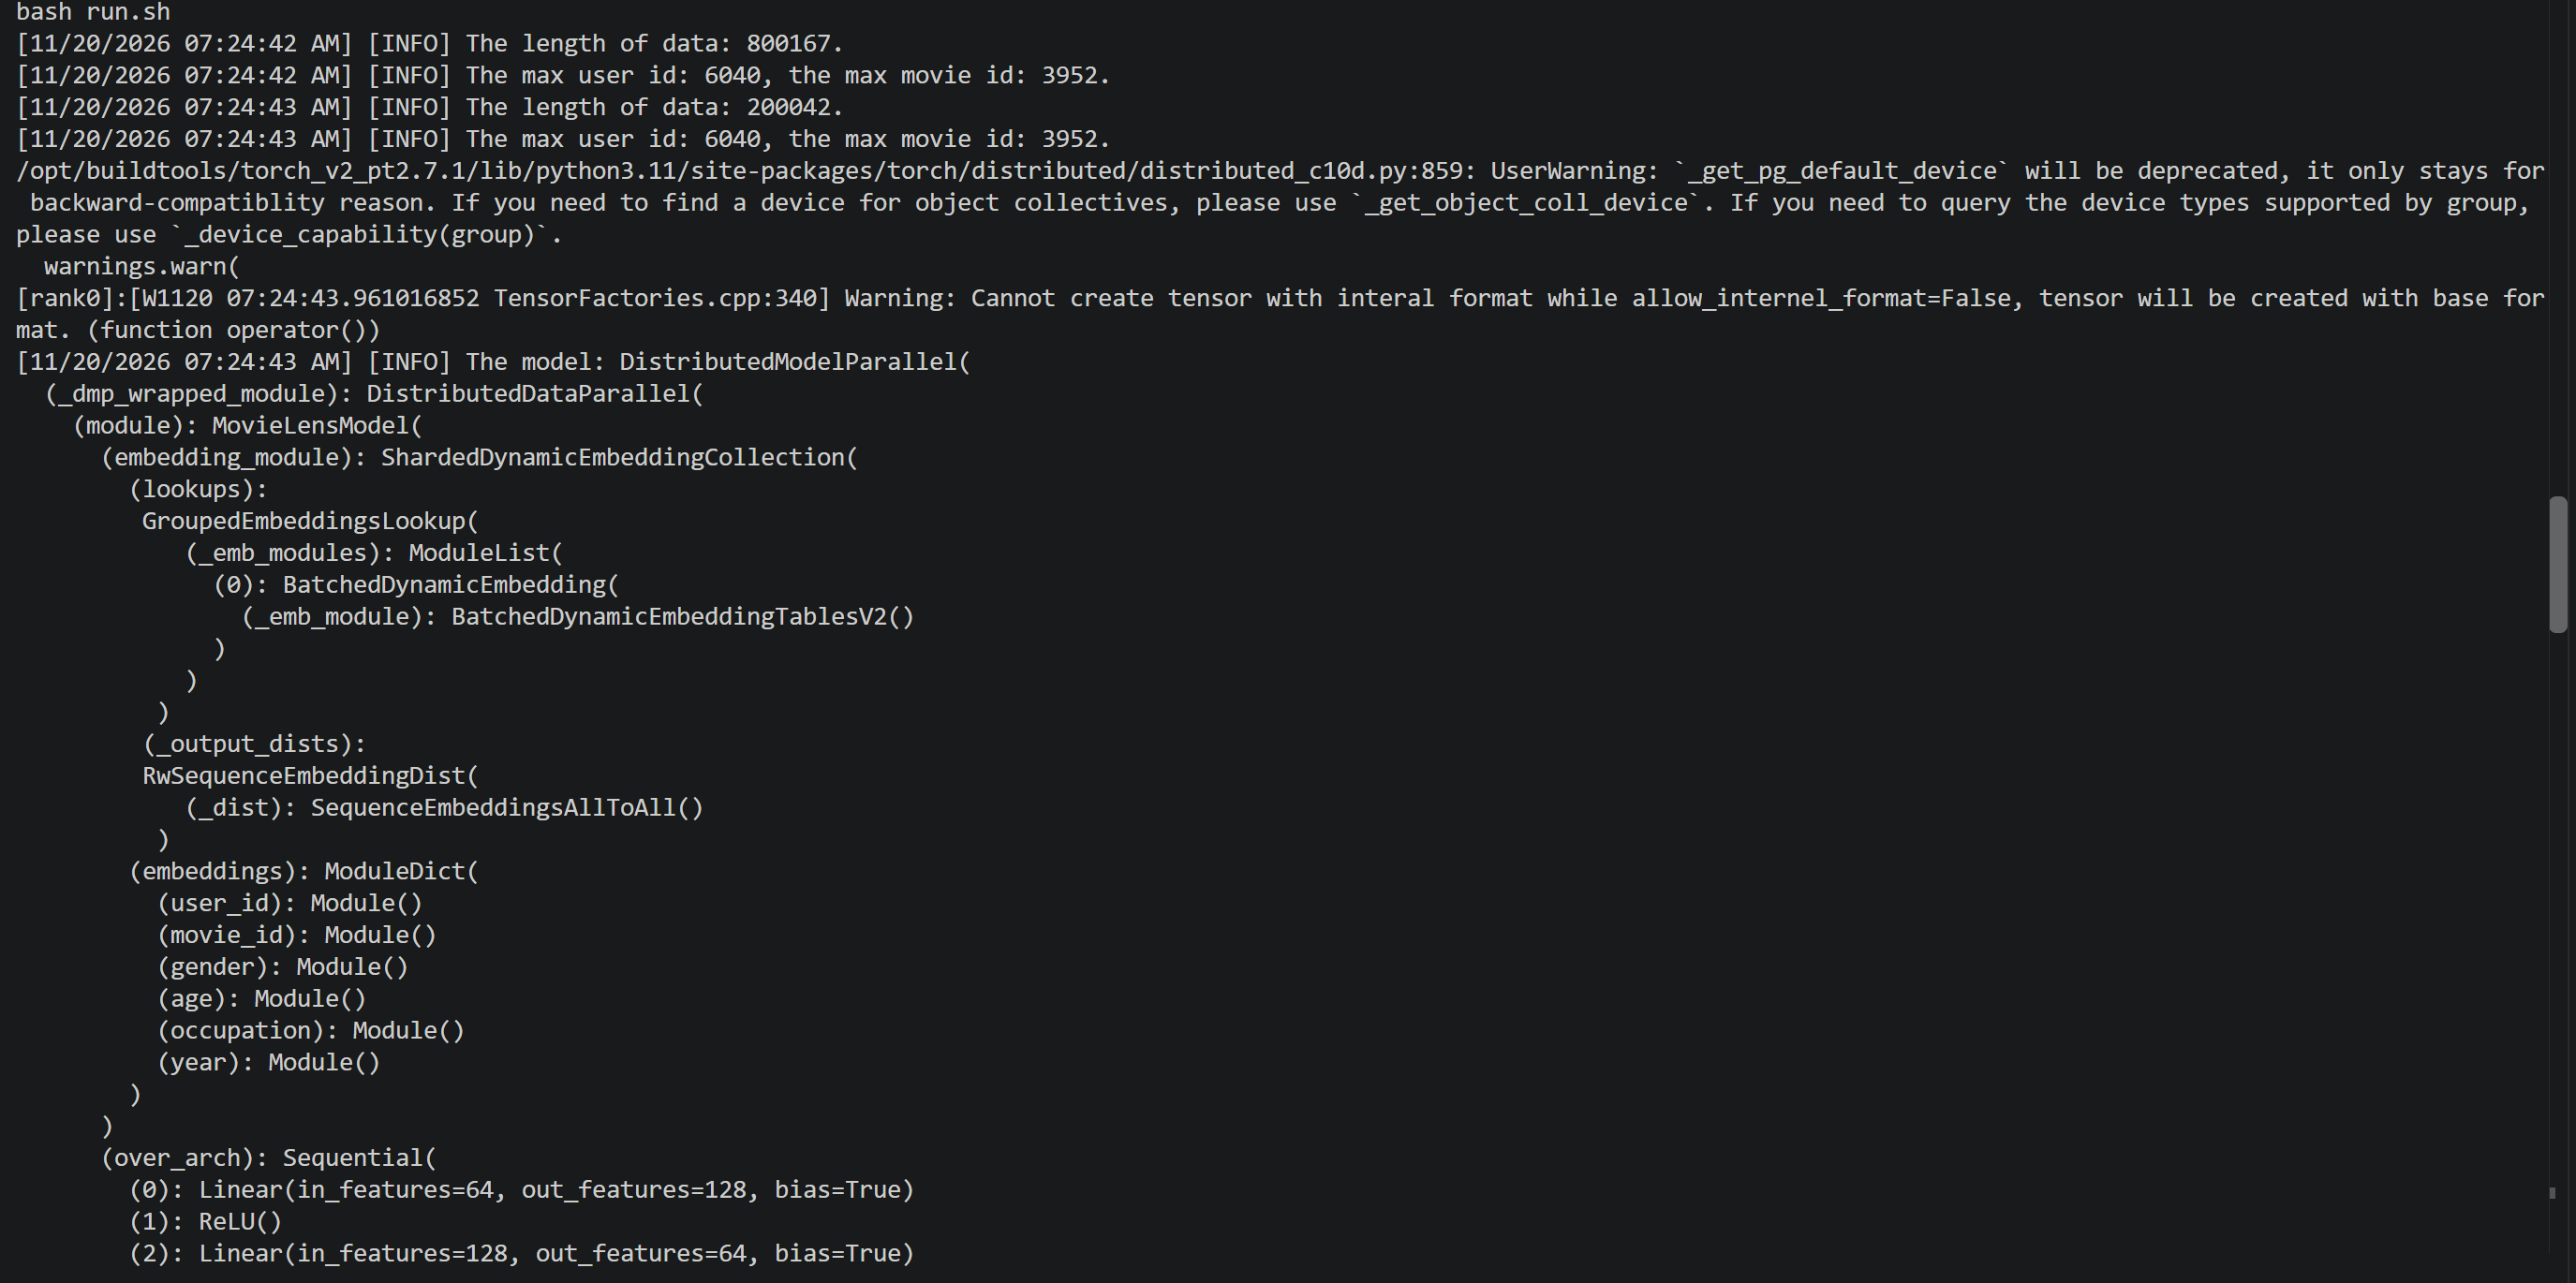 bash run.sh
[11/20/2026 07:24:42 AM] [INFO] The length of data: 800167.
[11/20/2026 07:24:42 AM] [INFO] The max user id: 6040, the max movie id: 3952.
[11/20/2026 07:24:43 AM] [INFO] The length of data: 200042.
[11/20/2026 07:24:43 AM] [INFO] The max user id: 6040, the max movie id: 3952.
/opt/buildtools/torch_v2_pt2.7.1/lib/python3.11/site-packages/torch/distributed/distributed_c10d.py:859: UserWarning: `_get_pg_default_device` will be deprecated, it only stays for
 backward-compatiblity reason. If you need to find a device for object collectives, please use `_get_object_coll_device`. If you need to query the device types supported by group,
please use `_device_capability(group)`.
  warnings.warn(
[rank0]:[W1120 07:24:43.961016852 TensorFactories.cpp:340] Warning: Cannot create tensor with interal format while allow_internel_format=False, tensor will be created with base for
mat. (function operator())
[11/20/2026 07:24:43 AM] [INFO] The model: DistributedModelParallel(
  (_dmp_wrapped_module): DistributedDataParallel(
    (module): MovieLensModel(
      (embedding_module): ShardedDynamicEmbeddingCollection(
        (lookups):
         GroupedEmbeddingsLookup(
            (_emb_modules): ModuleList(
              (0): BatchedDynamicEmbedding(
                (_emb_module): BatchedDynamicEmbeddingTablesV2()
              )
            )
          )
         (_output_dists):
         RwSequenceEmbeddingDist(
            (_dist): SequenceEmbeddingsAllToAll()
          )
        (embeddings): ModuleDict(
          (user_id): Module()
          (movie_id): Module()
          (gender): Module()
          (age): Module()
          (occupation): Module()
          (year): Module()
        )
      )
      (over_arch): Sequential(
        (0): Linear(in_features=64, out_features=128, bias=True)
        (1): ReLU()
        (2): Linear(in_features=128, out_features=64, bias=True)